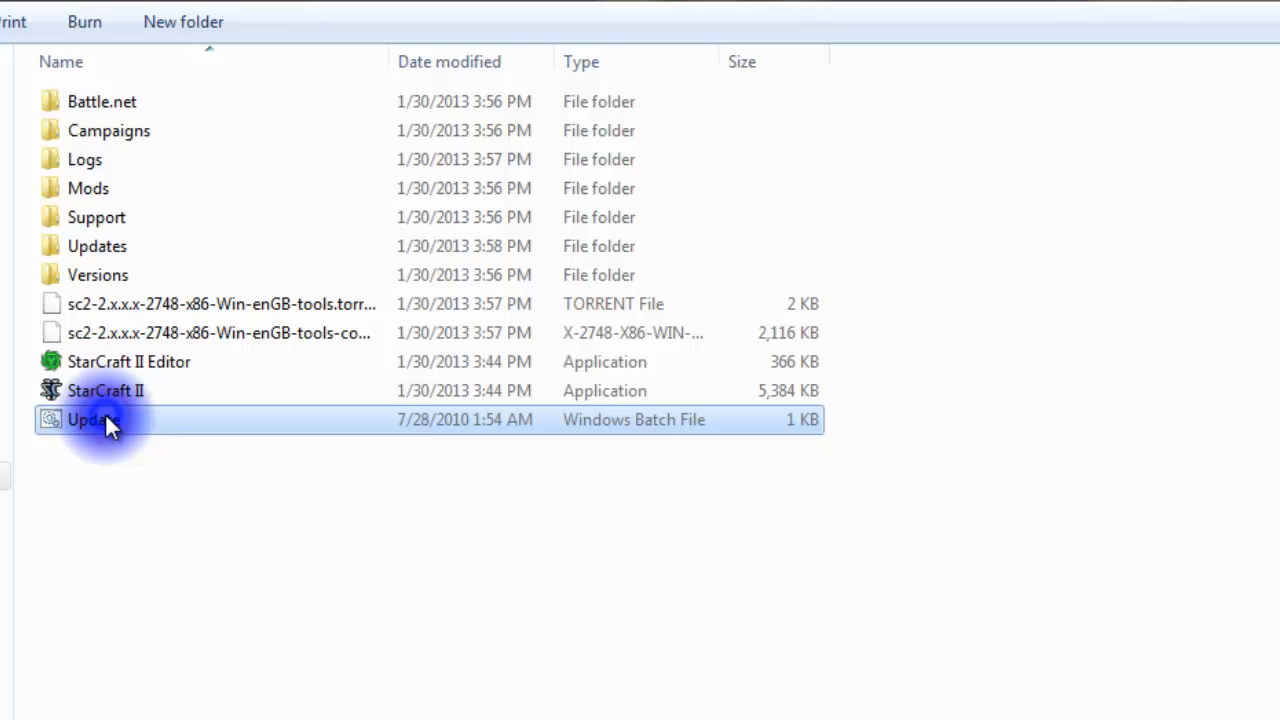 Print Burn New folder
Name Date modified Type Size
Battle.net 1/30/2013 3:56 PM File folder
Campaigns 1/30/2013 3:56 PM File folder
Logs 1/30/2013 3:57 PM File folder
Mods 1/30/2013 3:56 PM File folder
Support 1/30/2013 3:56 PM File folder
Updates 1/30/2013 3:58 PM File folder
Versions 1/30/2013 3:56 PM File folder
sc2-2.x.x.x-2748-x86-Win-enGB-tools.torr... 1/30/2013 3:57 PM TORRENT File 2 KB
sc2-2.x.x.x-2748-x86-Win-enGB-tools-co... 1/30/2013 3:57 PM X-2748-X86-WIN-... 2,116 KB
StarCraft II Editor 1/30/2013 3:44 PM Application 366 KB
StarCraft II 1/30/2013 3:44 PM Application 5,384 KB
Update 7/28/2010 1:54 AM Windows Batch File 1 KB